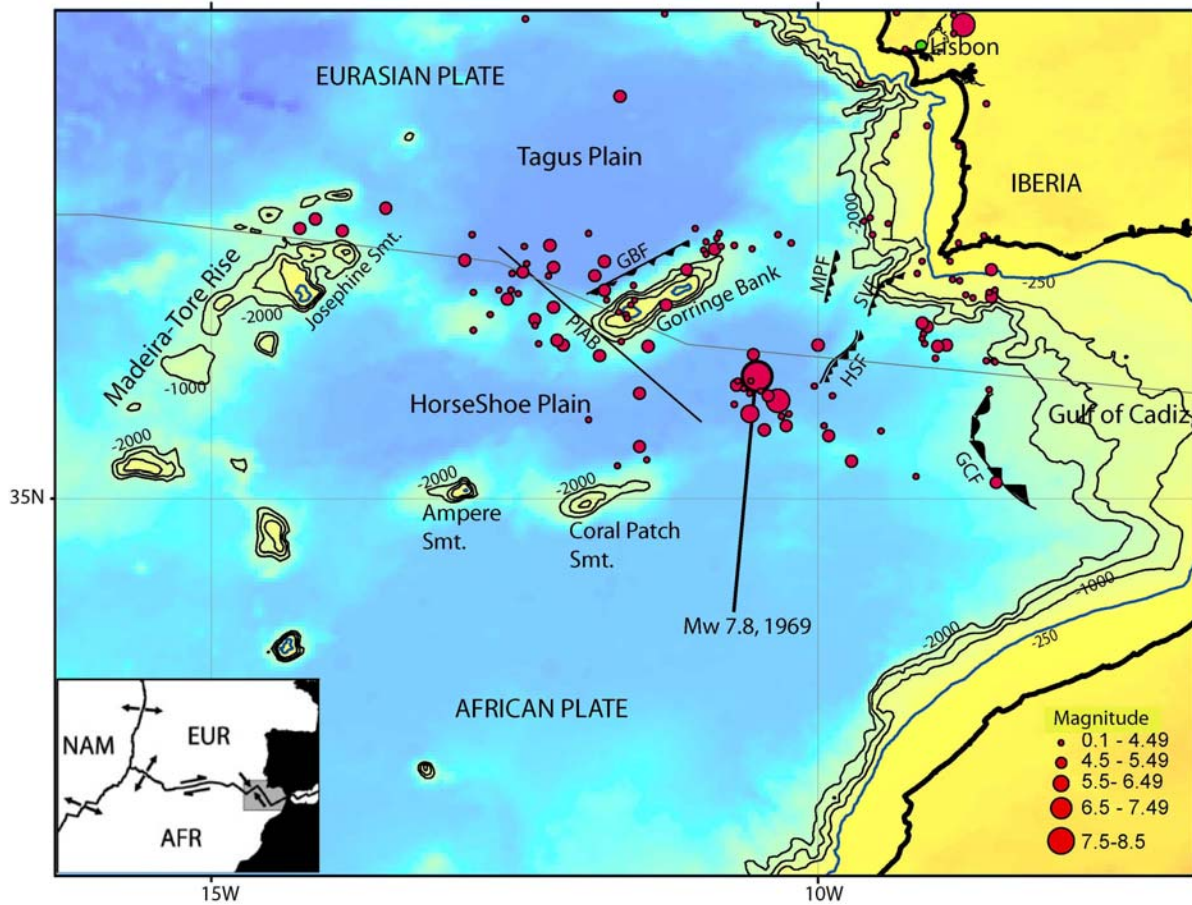 Lisbon
EURASIAN PLATE
Tagus Plain
IBERIA
-2000
GBF
MPF
SVF
-250
Madeira-Tore Rise
Josephine Smt.
-2000
Gorringe Bank
PIAB
HSF
-1000
HorseShoe Plain
Gulf of Cadiz
-2000
GCF
35N
-2000
-2000
Ampere
Smt.
Coral Patch
Smt.
-1000
Mw 7.8, 1969
-2000
-250
AFRICAN PLATE
NAM
EUR
AFR
Magnitude
0.1 - 4.49
4.5 - 5.49
5.5- 6.49
6.5 - 7.49
7.5-8.5
15W
10W